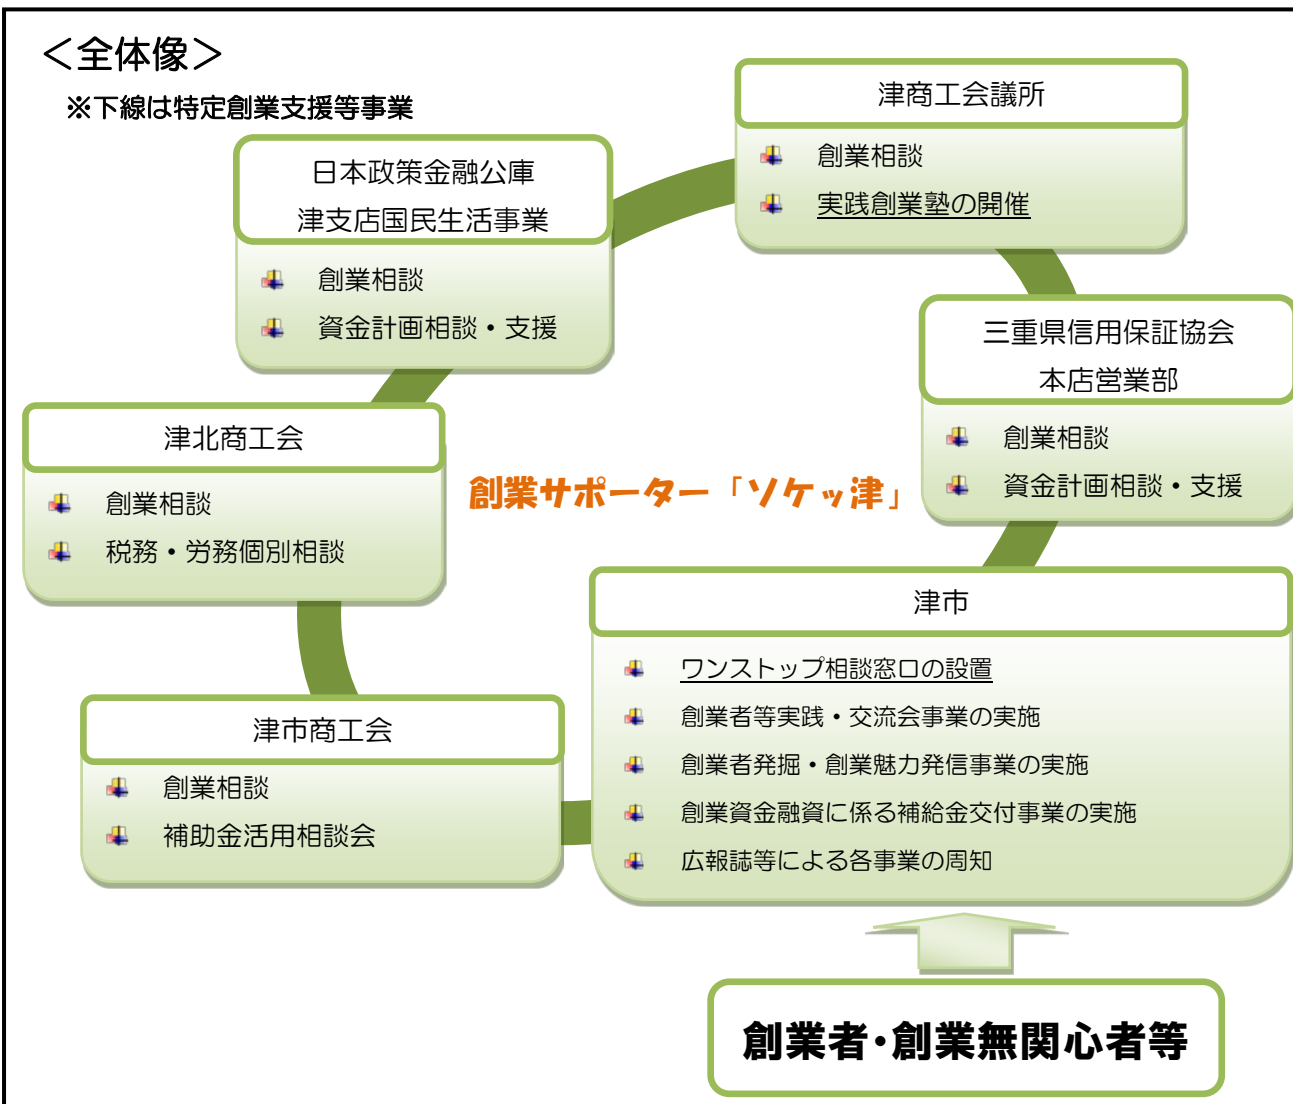 ＜全体像＞
※下線は特定創業支援等事業
津商工会議所
創業相談
実践創業塾の開催
日本政策金融公庫
津支店国民生活事業
創業相談
資金計画相談・支援
三重県信用保証協会
本店営業部
創業相談
資金計画相談・支援
津北商工会
創業相談
税務・労務個別相談
創業サポーター「ソケッ津」
津市
ワンストップ相談窓口の設置
創業者等実践・交流会事業の実施
創業者発掘・創業魅力発信事業の実施
創業資金融資に係る補給金交付事業の実施
広報誌等による各事業の周知
津市商工会
創業相談
補助金活用相談会
創業者・創業無関心者等